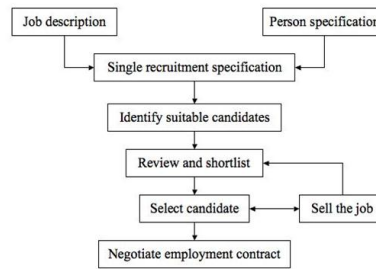 Job description
Person specification
Single recruitment specification
Identify suitable candidates
Review and shortlist
Select candidate
Sell the job
Negotiate employment contract